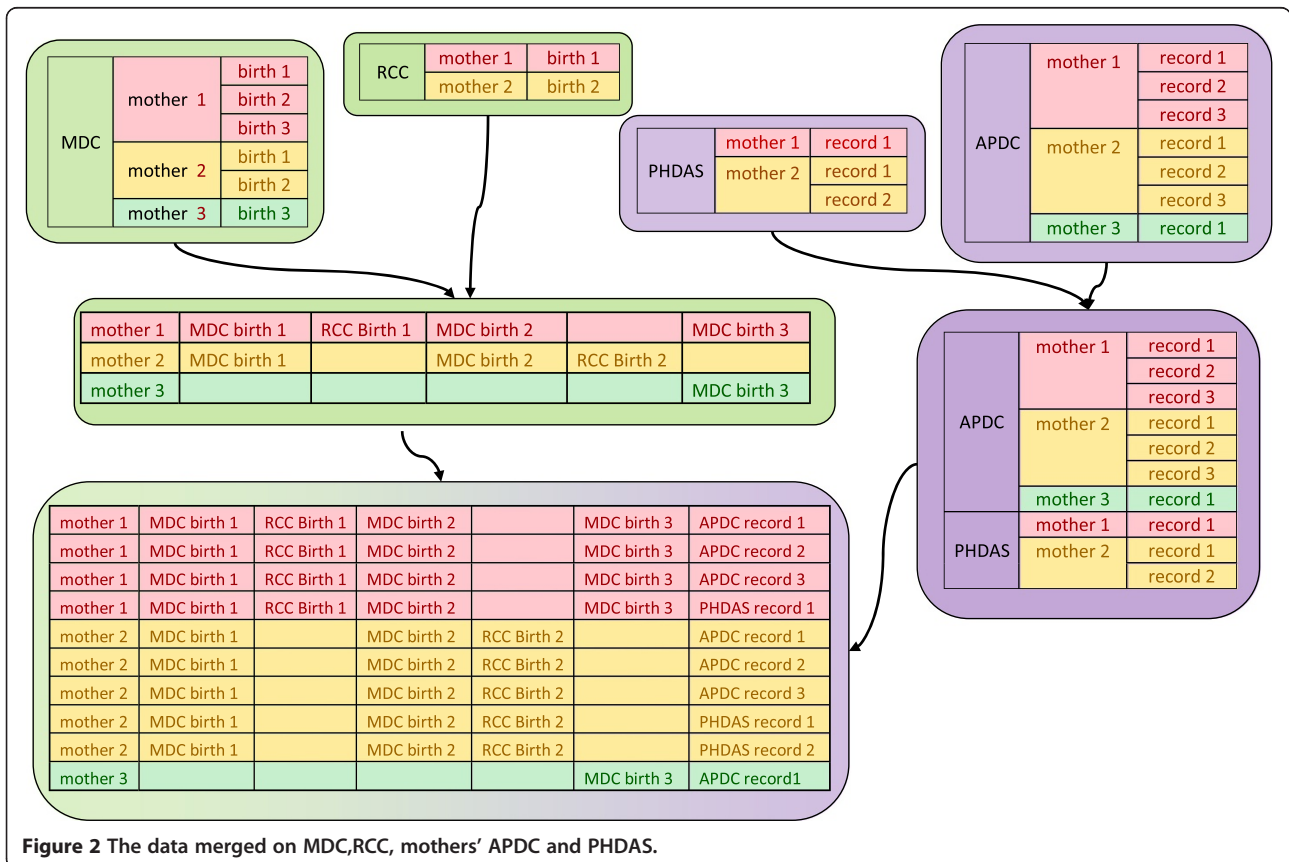 MDC
mother 1
birth 1
birth 2
birth 3
mother 2
birth 1
birth 2
mother 3 birth 3
RCC
mother 1 birth 1
mother 2 birth 2
PHDAS
mother 1 record 1
mother 2 record 1
record 2
APDC
mother 1 record 1
record 2
record 3
mother 2 record 1
record 2
record 3
mother 3 record 1
mother 1 MDC birth 1 RCC Birth 1 MDC birth 2 MDC birth 3
mother 2 MDC birth 1 MDC birth 2 RCC Birth 2
mother 3 MDC birth 3
APDC
mother 1 record 1
record 2
record 3
mother 2 record 1
record 2
record 3
mother 3 record 1
PHDAS
mother 1 record 1
mother 2 record 1
record 2
mother 1 MDC birth 1 RCC Birth 1 MDC birth 2 MDC birth 3 APDC record 1
mother 1 MDC birth 1 RCC Birth 1 MDC birth 2 MDC birth 3 APDC record 2
mother 1 MDC birth 1 RCC Birth 1 MDC birth 2 MDC birth 3 APDC record 3
mother 1 MDC birth 1 RCC Birth 1 MDC birth 2 MDC birth 3 PHDAS record 1
mother 2 MDC birth 1 MDC birth 2 RCC Birth 2 APDC record 1
mother 2 MDC birth 1 MDC birth 2 RCC Birth 2 APDC record 2
mother 2 MDC birth 1 MDC birth 2 RCC Birth 2 APDC record 3
mother 2 MDC birth 1 MDC birth 2 RCC Birth 2 PHDAS record 1
mother 2 MDC birth 1 MDC birth 2 RCC Birth 2 PHDAS record 2
mother 3 MDC birth 3 APDC record1
Figure 2 The data merged on MDC,RCC, mothers' APDC and PHDAS.